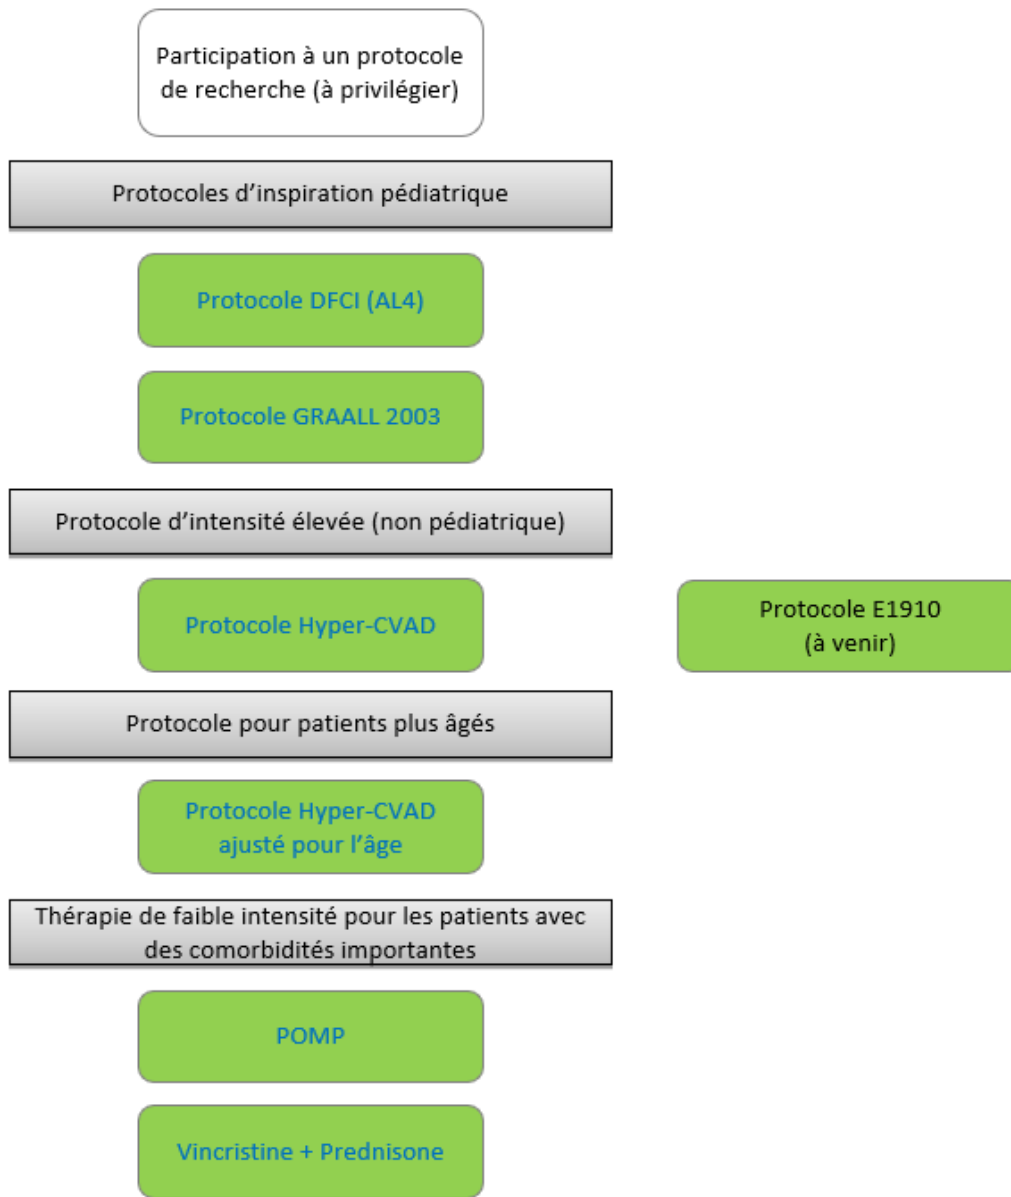 Participation à un protocole
de recherche (à privilégier)
Protocoles d’inspiration pédiatrique
Protocole DFCI (AL4)
Protocole GRAALL 2003
Protocole d’intensité élevée (non pédiatrique)
Protocole Hyper-CVAD
Protocole E1910
(à venir)
Protocole pour patients plus âgés
Protocole Hyper-CVAD
ajusté pour l’âge
Thérapie de faible intensité pour les patients avec
des comorbidités importantes
POMP
Vincristine + Prednisone